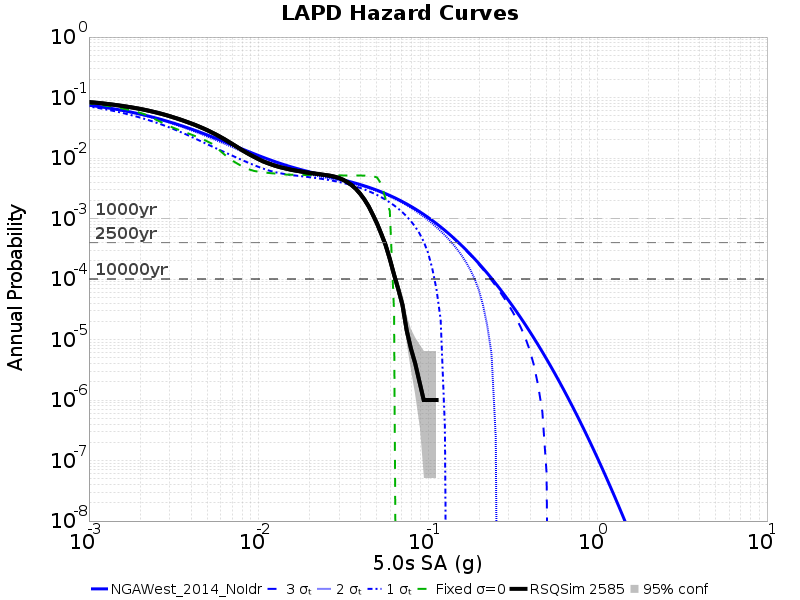 LAPD Hazard Curves
10⁰
10⁻¹
10⁻²
10⁻³
10⁻⁴
10⁻⁵
10⁻⁶
10⁻⁷
10⁻⁸
Annual Probability
1000yr
2500yr
10000yr
10⁻³ 10⁻² 10⁻¹ 10⁰ 10¹
5.0s SA (g)
NGAWest_2014_NoIdr 3 σₜ 2 σₜ 1 σₜ Fixed σ=0 RSQSim 2585 95% conf